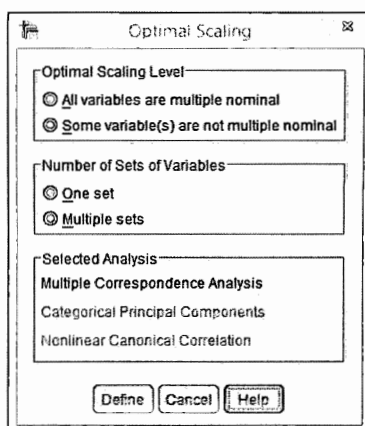 Optimal Scaling
Optimal Scaling Level
All variables are multiple nominal
Some variable(s) are not multiple nominal
Number of Sets of Variables
One set
Multiple sets
Selected Analysis
Multiple Correspondence Analysis
Categorical Principal Components
Nonlinear Canonical Correlation
Define Cancel Help